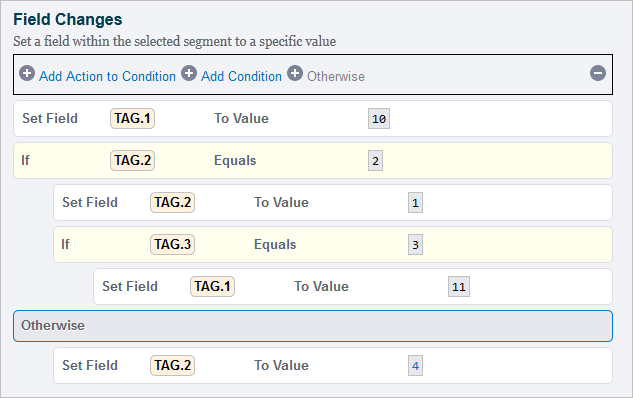 Field Changes
Set a field within the selected segment to a specific value
Add Action to Condition Add Condition Otherwise
Set Field TAG.1 To Value 10
If TAG.2 Equals 2
Set Field TAG.2 To Value 1
If TAG.3 Equals 3
Set Field TAG.1 To Value 11
Otherwise
Set Field TAG.2 To Value 4